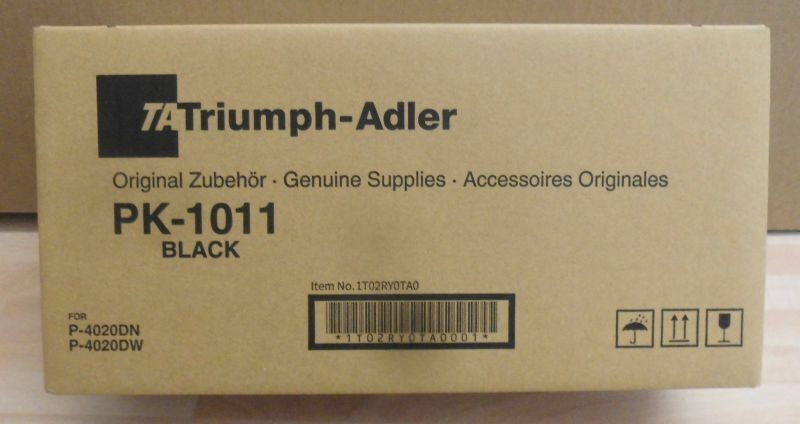 TA Triumph-Adler
Original Zubehör · Genuine Supplies · Accessoires Originales
PK-1011
BLACK
Item No. 1T02RY0TA0
*1T02RY0TA0001*
FOR
P-4020DN
P-4020DW